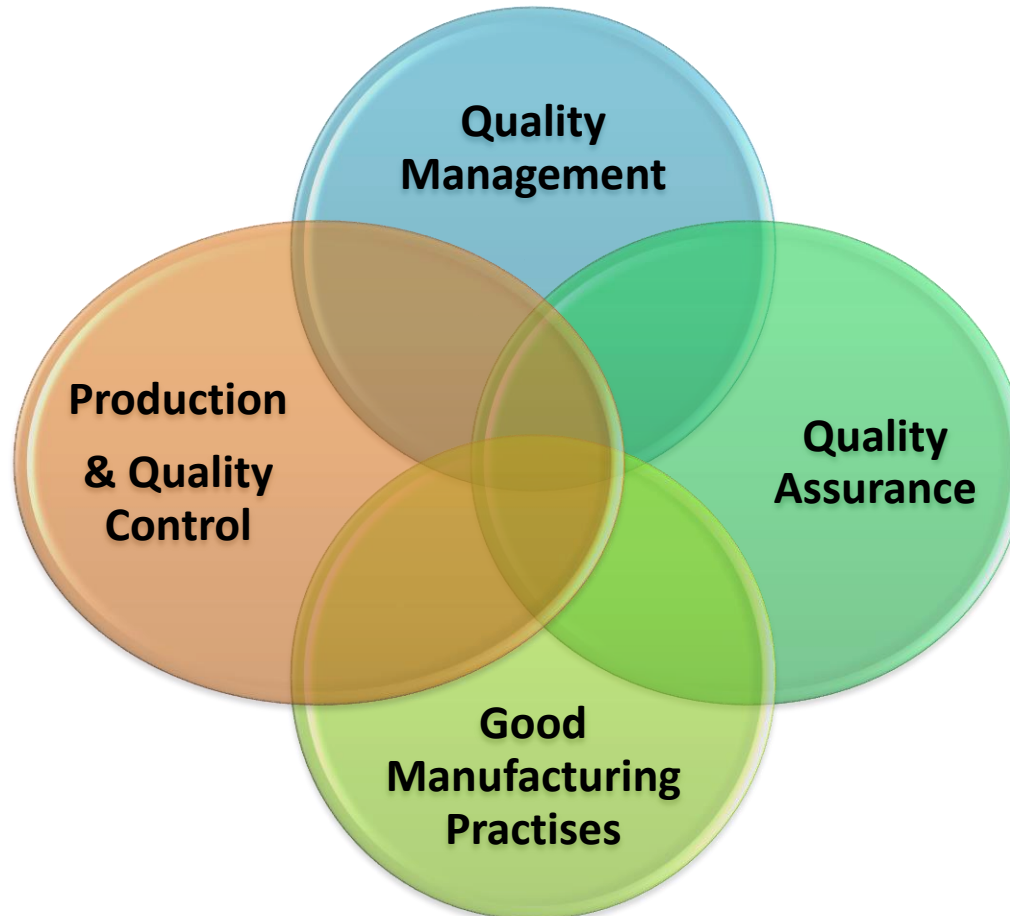 Quality
Management
Production
& Quality
Control
Quality
Assurance
Good
Manufacturing
Practises